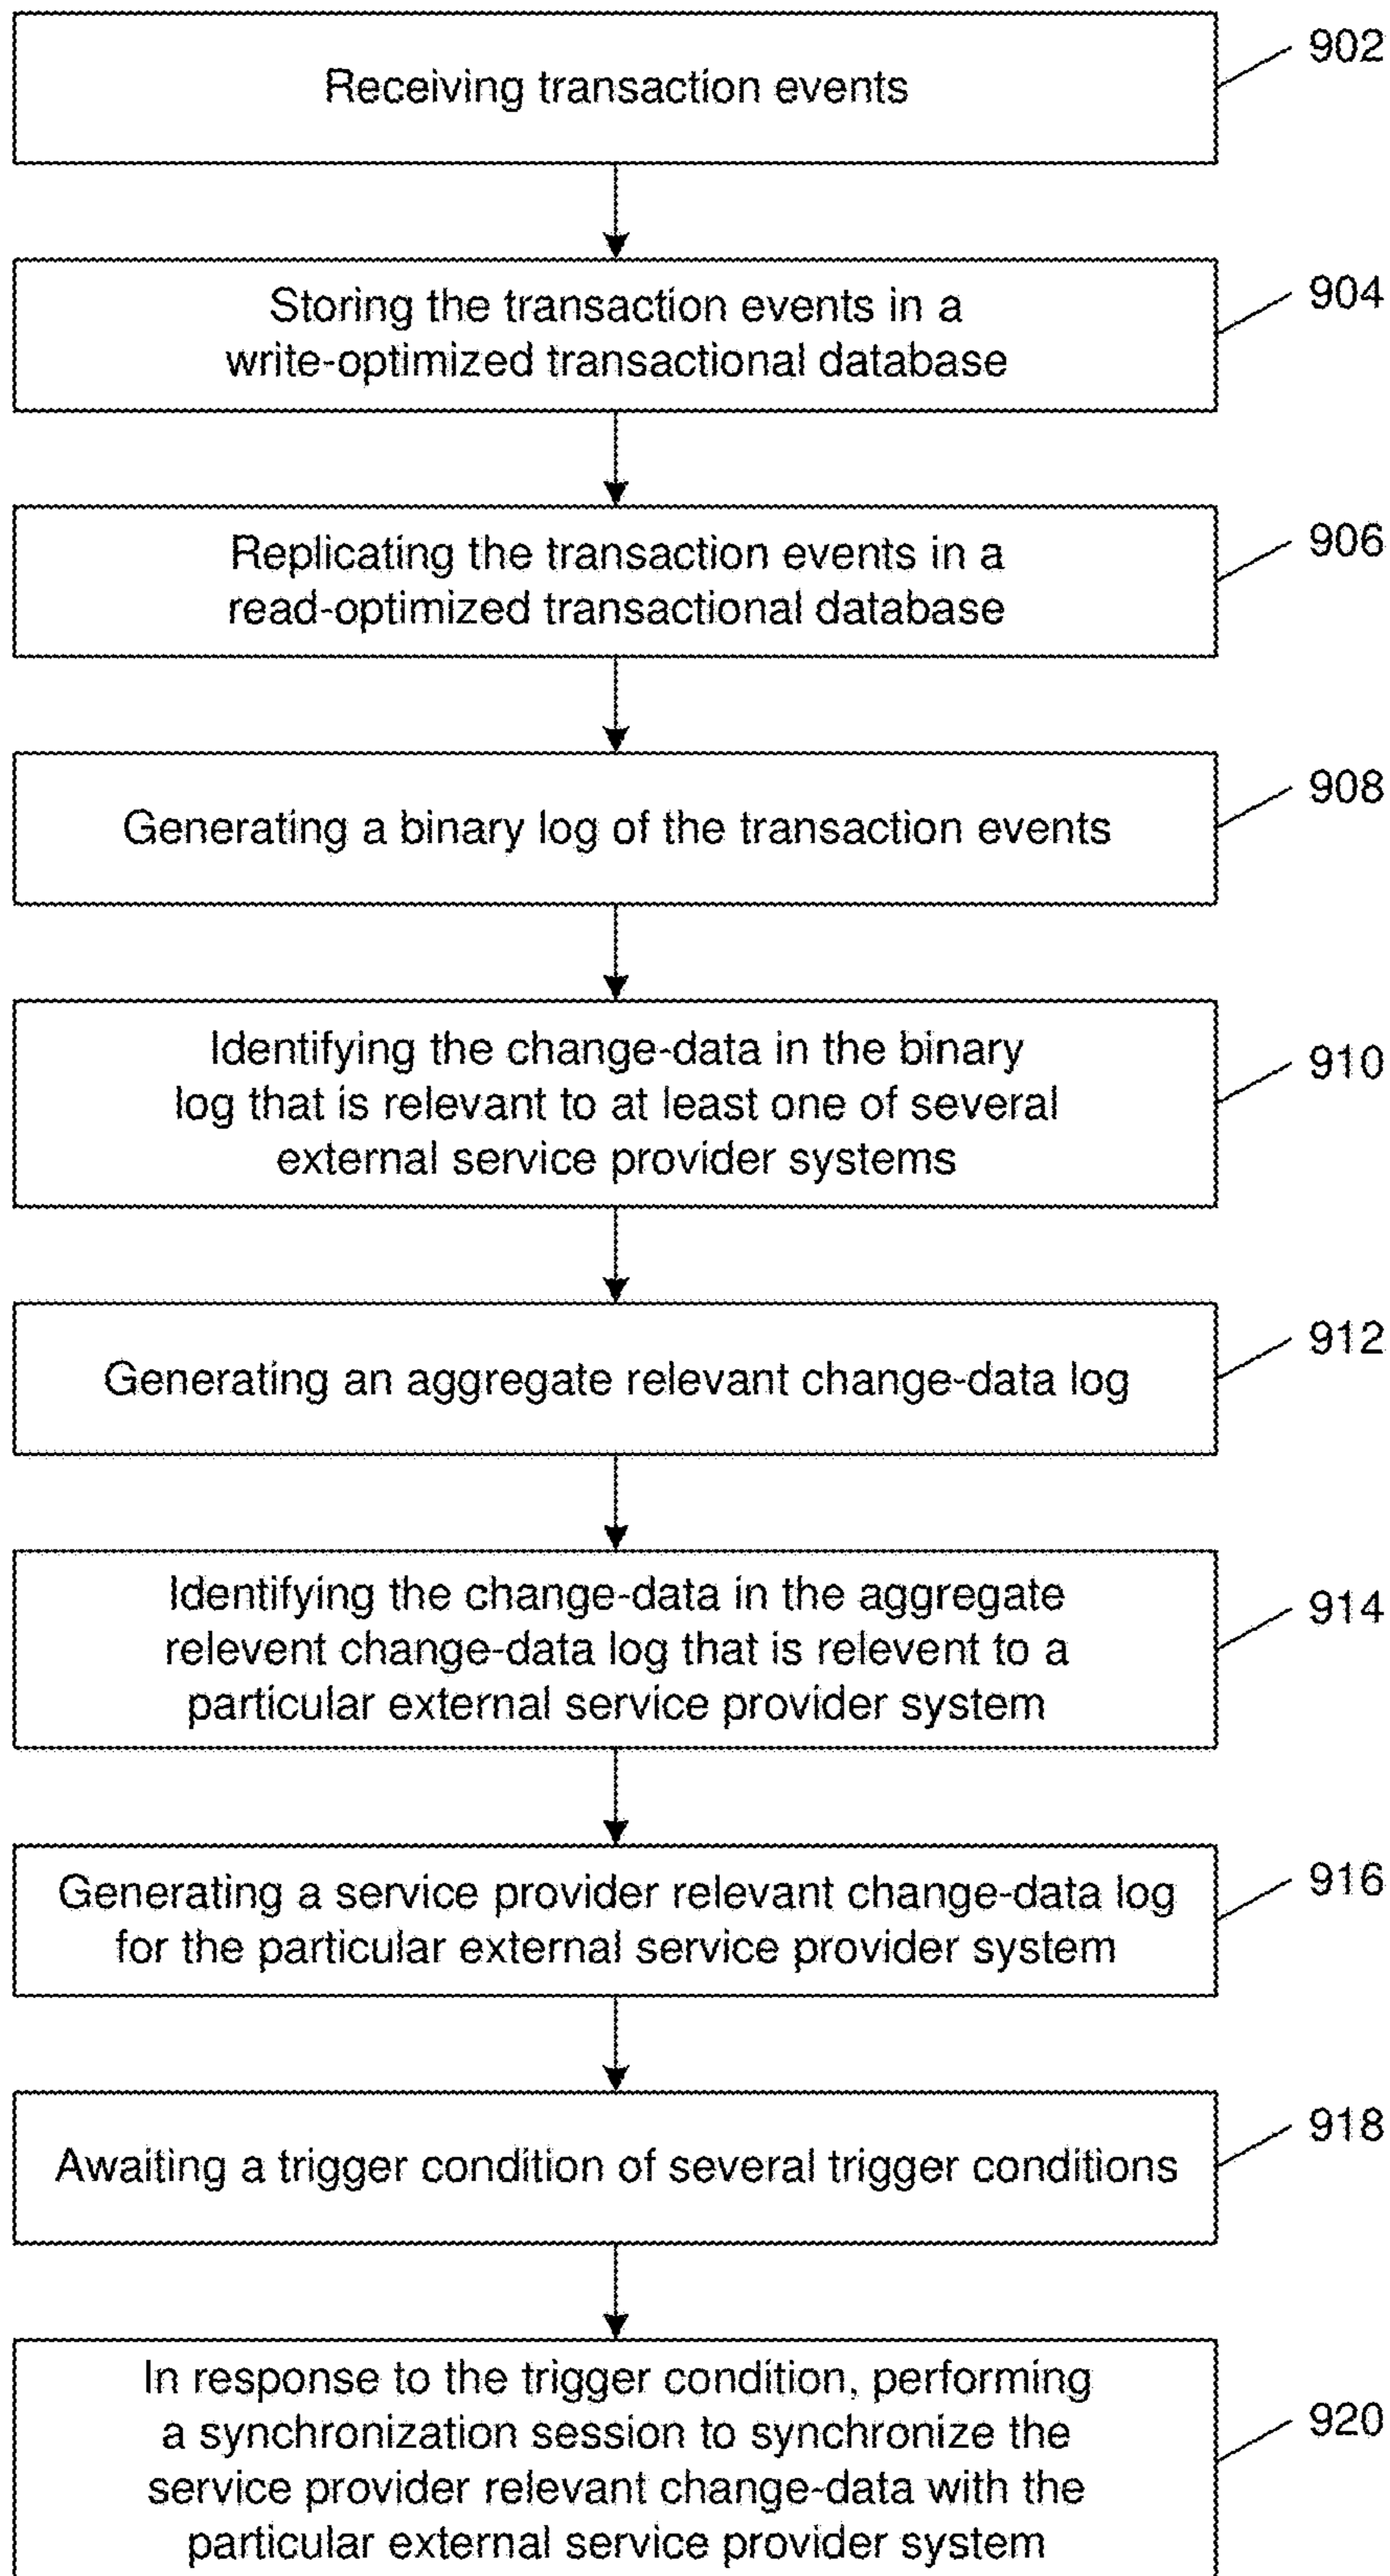 Receiving transaction events
902
Storing the transaction events in a
write-optimized transactional database
904
Replicating the transaction events in a
read-optimized transactional database
906
Generating a binary log of the transaction events
908
Identifying the change-data in the binary
log that is relevant to at least one of several
external service provider systems
910
Generating an aggregate relevant change-data log
912
Identifying the change-data in the aggregate
relevent change-data log that is relevent to a
particular external service provider system
914
Generating a service provider relevant change-data log
for the particular external service provider system
916
Awaiting a trigger condition of several trigger conditions
918
In response to the trigger condition, performing
a synchronization session to synchronize the
service provider relevant change-data with the
particular external service provider system
920